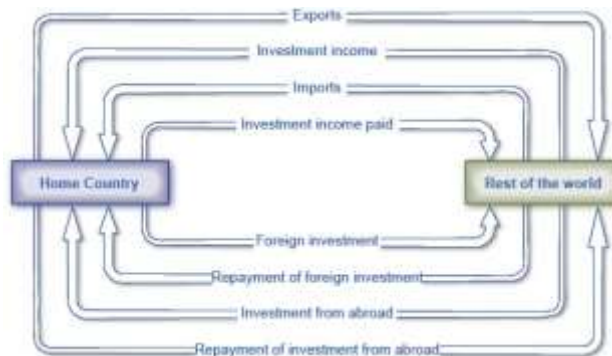 Exports
Investment income
Imports
Investment income paid
Home Country
Rest of the world
Foreign investment
Repayment of foreign investment
Investment from abroad
Repayment of investment from abroad